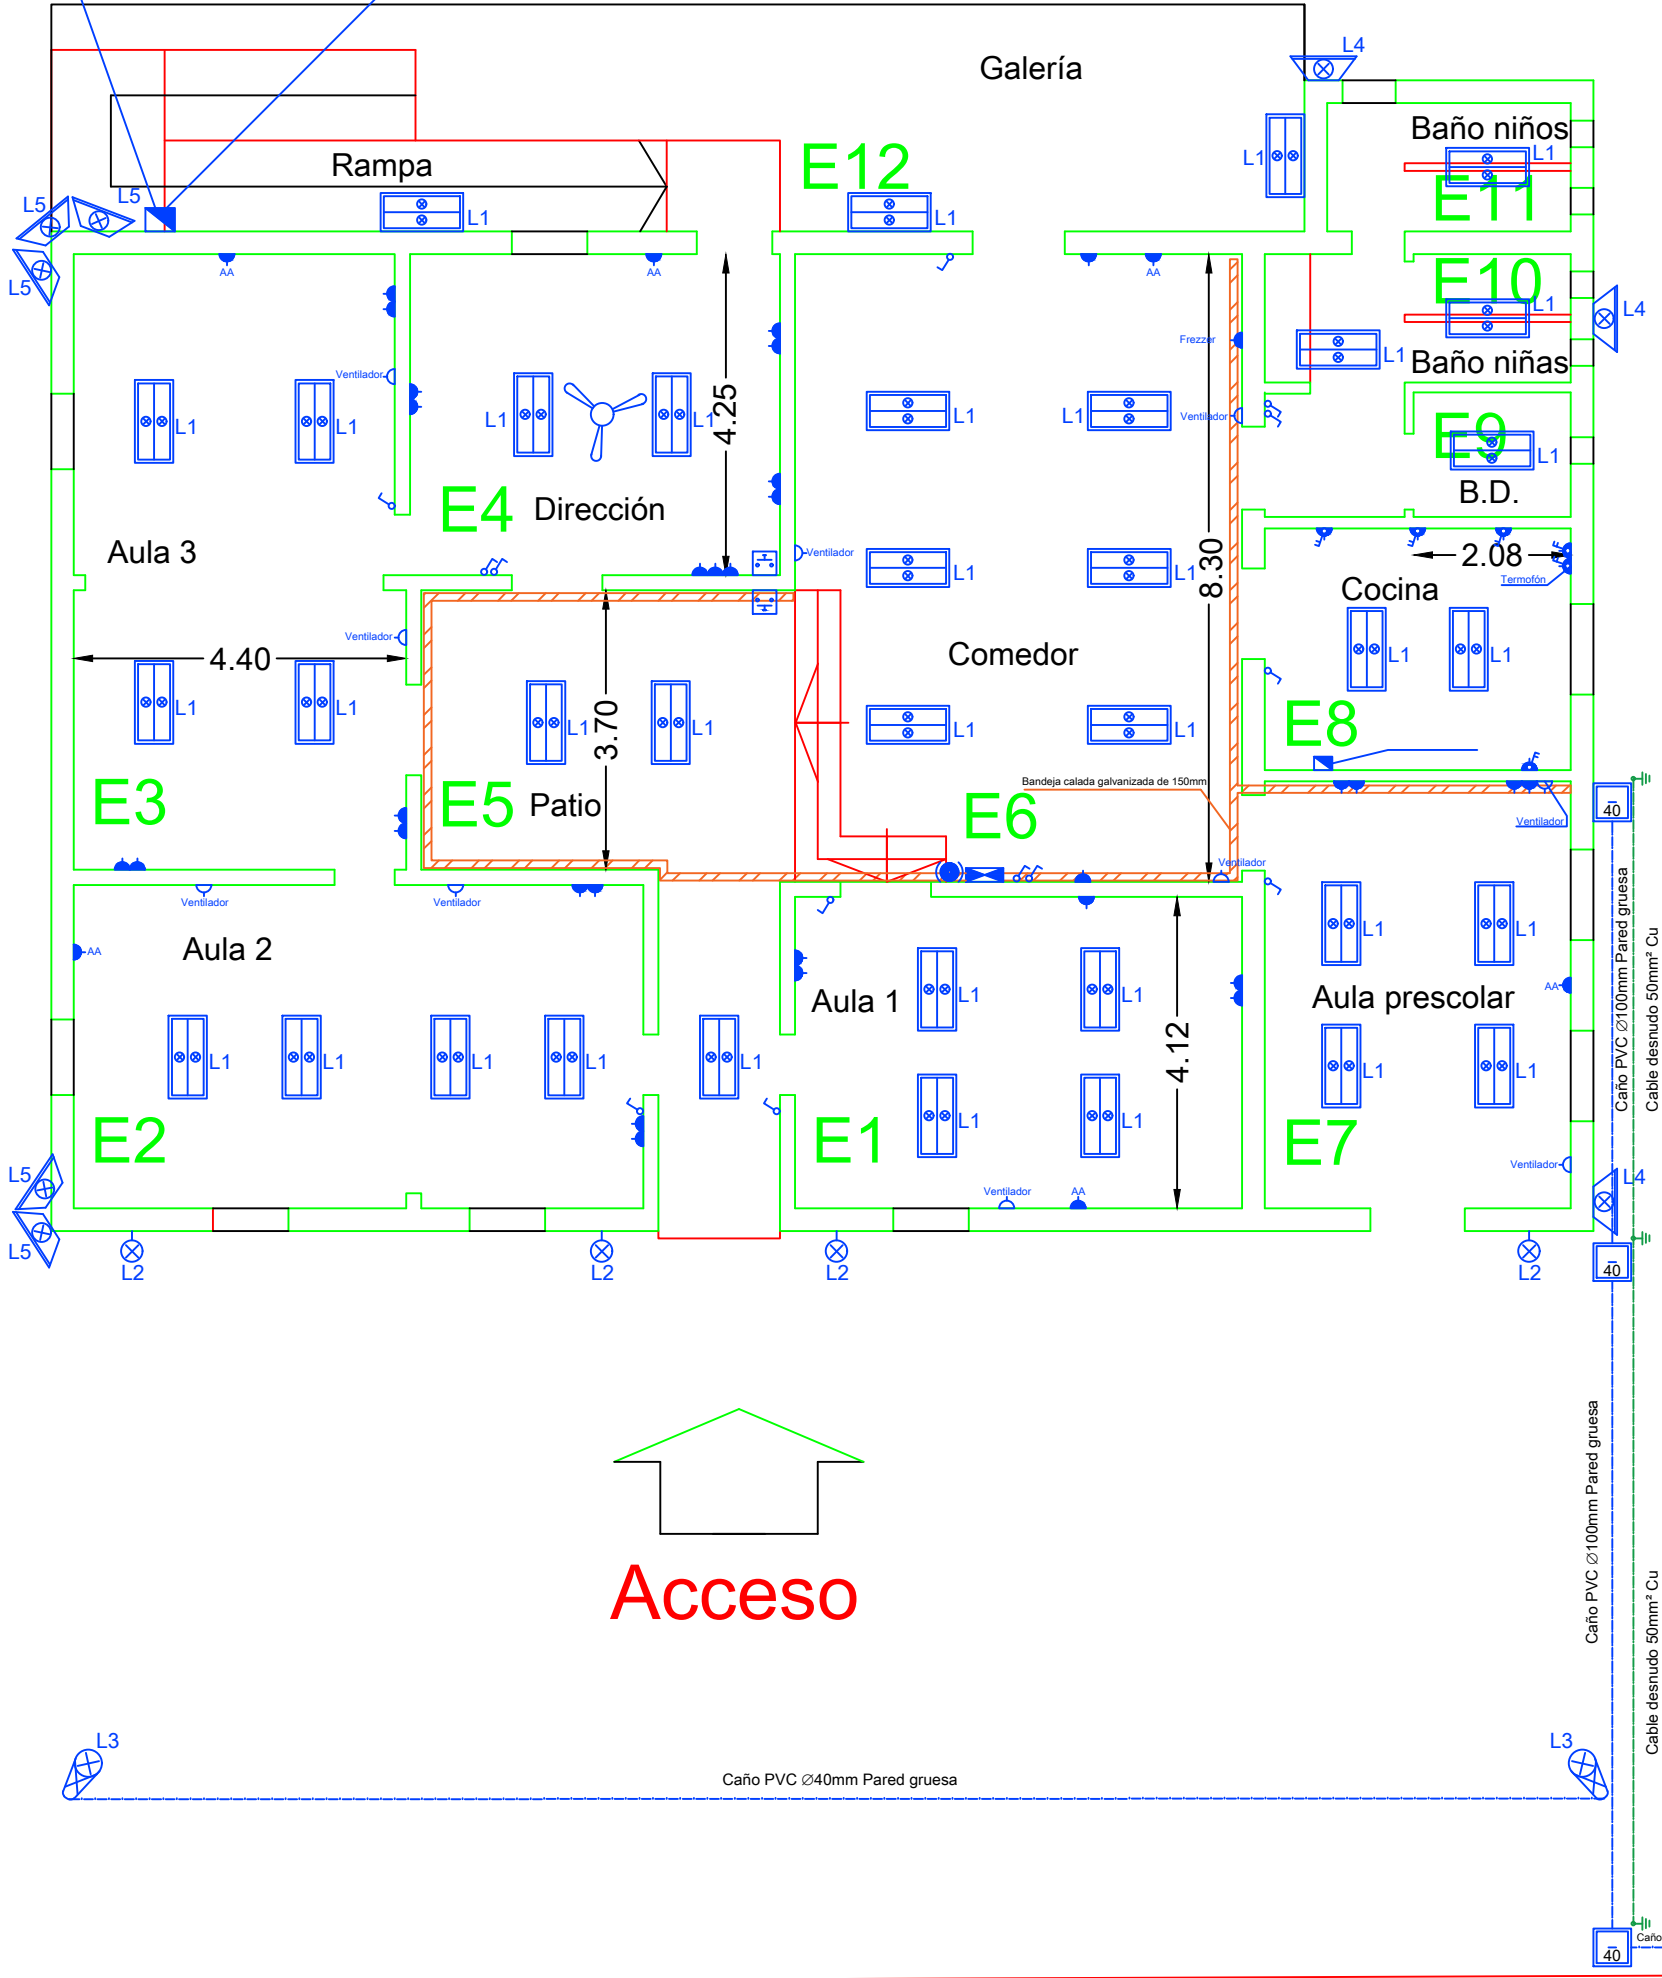 L4
Galería
Baño niños
L1
L1
E12
Rampa
E11
L5
L5
L1
L1
E10
L5
AA
AA
AA
L1
L4
Frezzer
L1
Baño niñas
Ventilador
4.25
L1
L1
L1
L1
L1
L1
Ventilador
E9
L1
B.D.
E4
Dirección
Aula 3
Ventilador
L1
L1
8.30
2.08
Termofón
Cocina
Ventilador
4.40
L1
L1
Comedor
L1
L1
3.70
L1
L1
L1
L1
E8
E3
E5
Patio
Bandeja calada galvanizada de 150mm
E6
40
Ventilador
Ventilador
Ventilador
Ventilador
Aula 2
AA
L1
L1
Caño PVC Ø100mm Pared gruesa
Cable desnudo 50mm² Cu
Aula 1
L1
L1
Aula prescolar
AA
4.12
L1
L1
L1
L1
L1
L1
L1
L1
L1
E2
E1
E7
Ventilador
L5
Ventilador
AA
L4
L5
L2
L2
L2
L2
40
Acceso
Caño PVC Ø100mm Pared gruesa
Cable desnudo 50mm² Cu
L3
L3
Caño PVC Ø40mm Pared gruesa
40
Caño